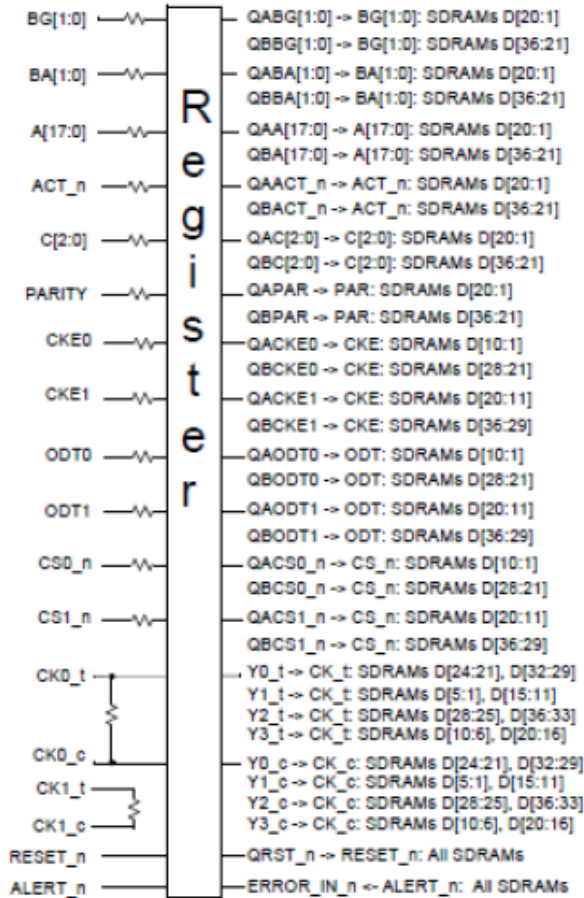 BG[1:0]
QABG[1:0] -> BG[1:0]: SDRAMs D[20:1]
QBBG[1:0] -> BG[1:0]: SDRAMs D[36:21]
BA[1:0]
QABA[1:0] -> BA[1:0]: SDRAMs D[20:1]
QBBA[1:0] -> BA[1:0]: SDRAMs D[36:21]
A[17:0]
QAA[17:0] -> A[17:0]: SDRAMs D[20:1]
QBA[17:0] -> A[17:0]: SDRAMs D[36:21]
ACT_n
QAACT_n -> ACT_n: SDRAMs D[20:1]
QBACT_n -> ACT_n: SDRAMs D[36:21]
C[2:0]
QAC[2:0] -> C[2:0]: SDRAMs D[20:1]
QBC[2:0] -> C[2:0]: SDRAMs D[36:21]
PARITY
QAPAR -> PAR: SDRAMs D[20:1]
QBPAR -> PAR: SDRAMs D[36:21]
CKE0
QACKE0 -> CKE: SDRAMs D[10:1]
QBCKE0 -> CKE: SDRAMs D[28:21]
CKE1
QACKE1 -> CKE: SDRAMs D[20:11]
QBCKE1 -> CKE: SDRAMs D[36:29]
ODT0
QAODT0 -> ODT: SDRAMs D[10:1]
QBODT0 -> ODT: SDRAMs D[28:21]
ODT1
QAODT1 -> ODT: SDRAMs D[20:11]
QBODT1 -> ODT: SDRAMs D[36:29]
CS0_n
QACS0_n -> CS_n: SDRAMs D[10:1]
QBCS0_n -> CS_n: SDRAMs D[28:21]
CS1_n
QACS1_n -> CS_n: SDRAMs D[20:11]
QBCS1_n -> CS_n: SDRAMs D[36:29]
Register
CK0_t
Y0_t -> CK_t: SDRAMs D[24:21], D[32:29]
Y1_t -> CK_t: SDRAMs D[5:1], D[15:11]
Y2_t -> CK_t: SDRAMs D[28:25], D[36:33]
Y3_t -> CK_t: SDRAMs D[10:6], D[20:16]
CK0_c
Y0_c -> CK_c: SDRAMs D[24:21], D[32:29]
Y1_c -> CK_c: SDRAMs D[5:1], D[15:11]
Y2_c -> CK_c: SDRAMs D[28:25], D[36:33]
Y3_c -> CK_c: SDRAMs D[10:6], D[20:16]
CK1_t
CK1_c
RESET_n
QRST_n -> RESET_n: All SDRAMs
ALERT_n
ERROR_IN_n <- ALERT_n: All SDRAMs